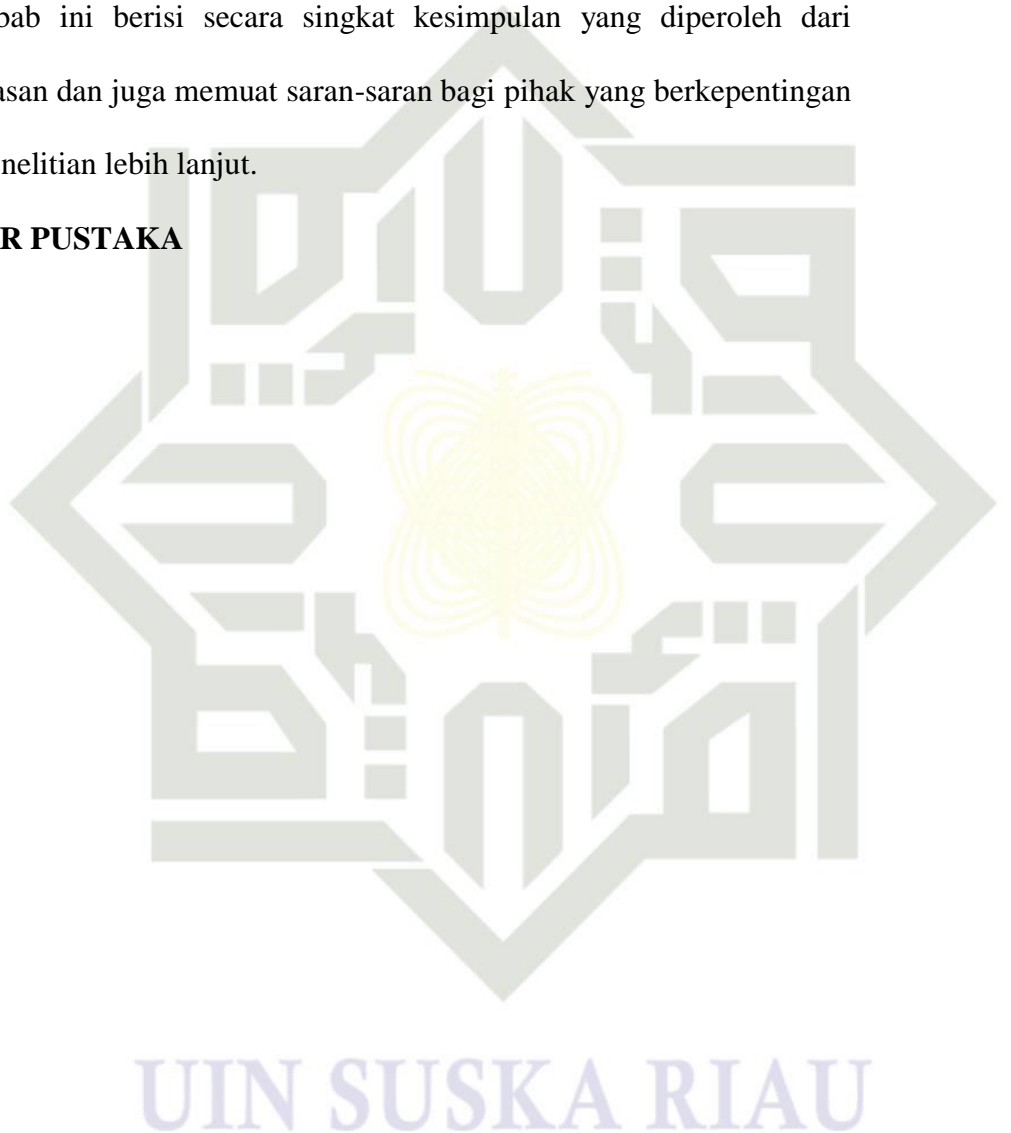 bab ini berisi secara singkat kesimpulan yang diperoleh dari
asan dan juga memuat saran-saran bagi pihak yang berkepentingan
nelitian lebih lanjut.
R PUSTAKA
UIN SUSKA RIAU